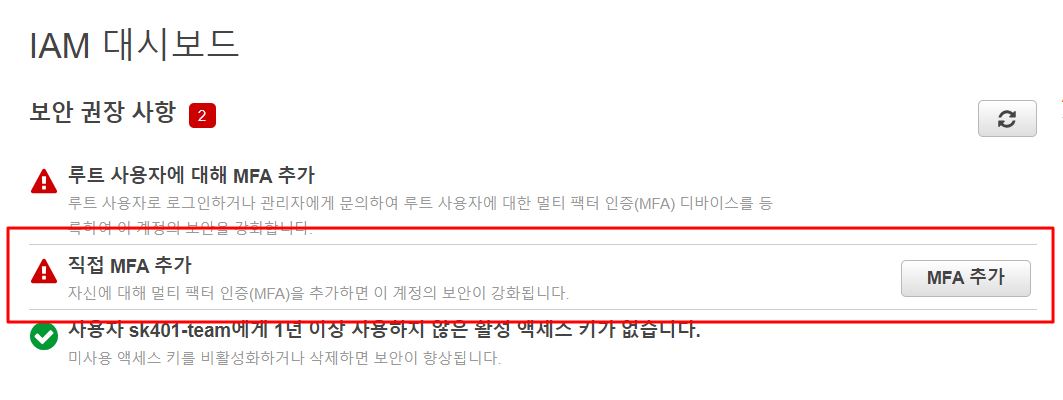 IAM 대시보드
보안 권장 사항 2
루트 사용자에 대해 MFA 추가
루트 사용자로 로그인하거나 관리자에게 문의하여 루트 사용자에 대한 멀티 팩터 인증(MFA) 디바이스를 등
록하여 이 계정의 보안을 강화합니다.
직접 MFA 추가
자신에 대해 멀티 팩터 인증(MFA)을 추가하면 이 계정의 보안이 강화됩니다.
MFA 추가
사용자 sk401-team에게 1년 이상 사용하지 않은 활성 액세스 키가 없습니다.
미사용 액세스 키를 비활성화하거나 삭제하면 보안이 향상됩니다.